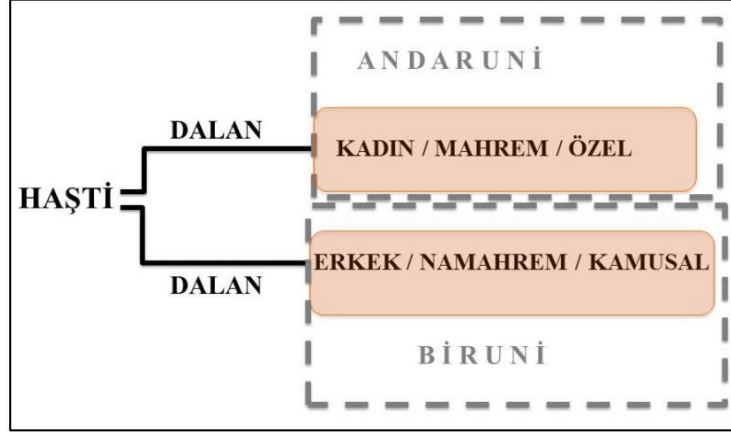 ANDARUNİ
DALAN
KADIN / MAHREM / ÖZEL
HAŞTİ
ERKEK / NAMAHREM / KAMUSAL
DALAN
BİRUNİ